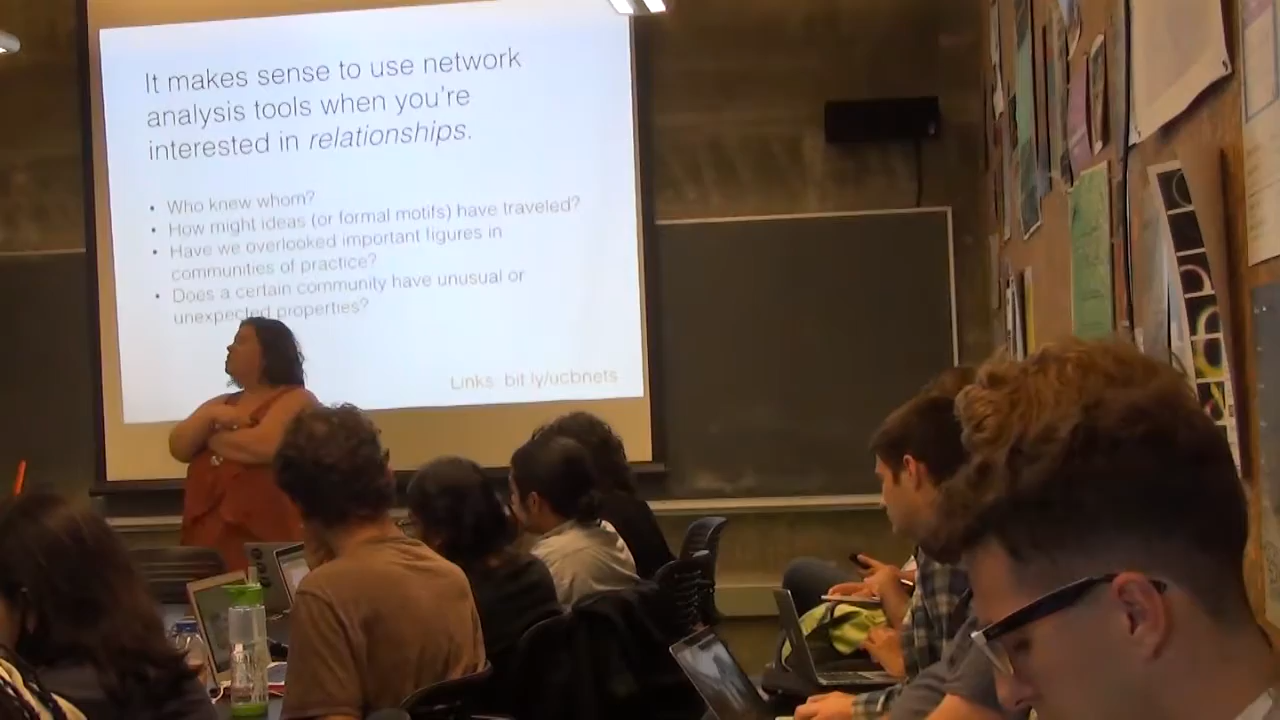 It makes sense to use network
analysis tools when you're
interested in relationships.
• Who knew whom?
• How might ideas (or formal motifs) have traveled?
• Have we overlooked important figures in
communities of practice?
• Does a certain community have unusual or
unexpected properties?
Links: bit.ly/ucbnets